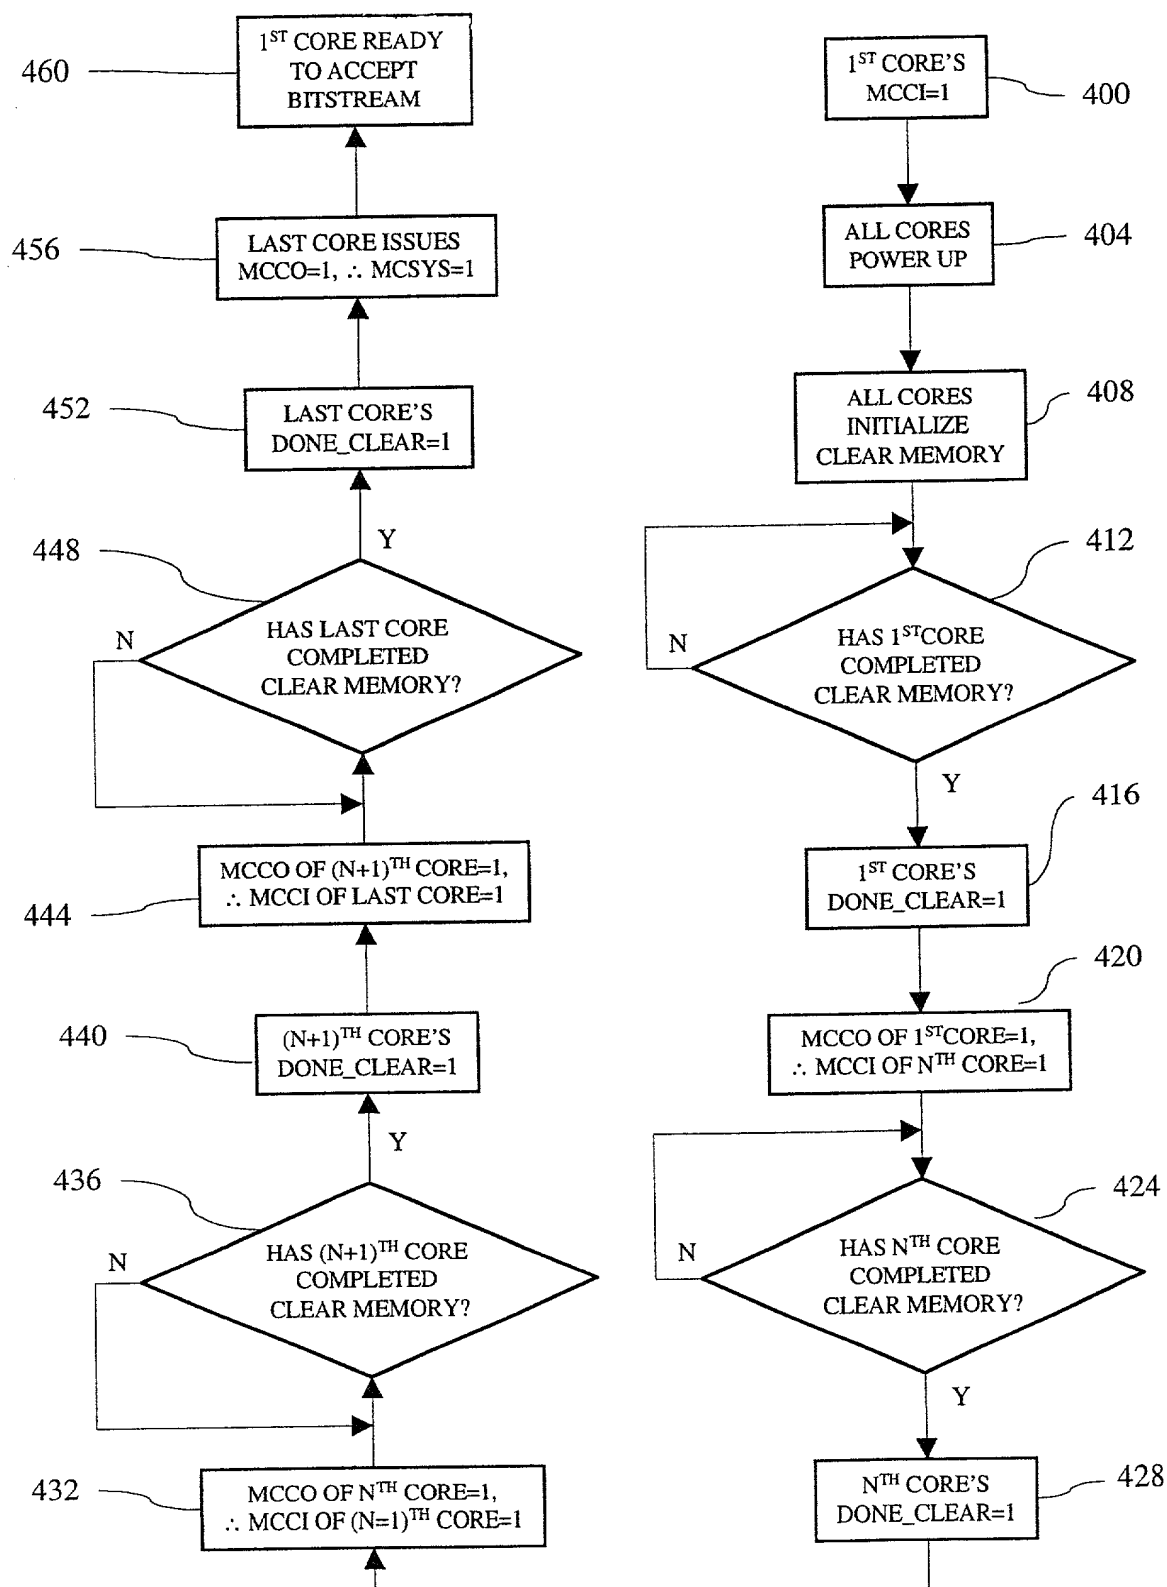 1ST CORE'S
MCCI=1
400
ALL CORES
POWER UP
404
ALL CORES
INITIALIZE
CLEAR MEMORY
408
412
N
HAS 1ST CORE
COMPLETED
CLEAR MEMORY?
Y
416
1ST CORE'S
DONE_CLEAR=1
420
MCCO OF 1ST CORE=1,
∴ MCCI OF NTH CORE=1
424
N
HAS NTH CORE
COMPLETED
CLEAR MEMORY?
Y
428
NTH CORE'S
DONE_CLEAR=1
432
MCCO OF NTH CORE=1,
∴ MCCI OF (N=1)TH CORE=1
436
N
HAS (N+1)TH CORE
COMPLETED
CLEAR MEMORY?
Y
440
(N+1)TH CORE'S
DONE_CLEAR=1
444
MCCO OF (N+1)TH CORE=1,
∴ MCCI OF LAST CORE=1
448
N
HAS LAST CORE
COMPLETED
CLEAR MEMORY?
Y
452
LAST CORE'S
DONE_CLEAR=1
456
LAST CORE ISSUES
MCCO=1, ∴ MCSYS=1
460
1ST CORE READY
TO ACCEPT
BITSTREAM